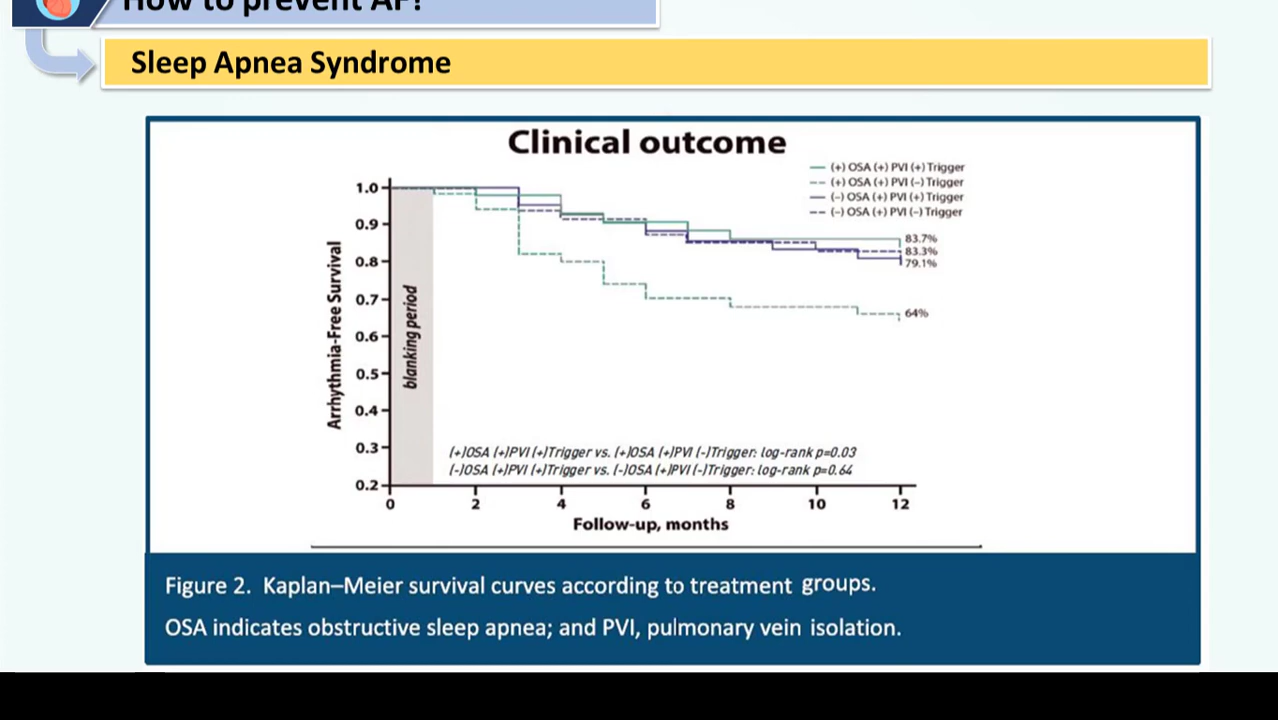 How to prevent AF?
Sleep Apnea Syndrome
Clinical outcome
(+) OSA (+) PVI (+) Trigger
(+) OSA (+) PVI (−) Trigger
(−) OSA (+) PVI (+) Trigger
(−) OSA (+) PVI (−) Trigger
1.0
0.9
0.8
0.7
0.6
0.5
0.4
0.3
0.2
Arrhythmia-Free Survival
blanking period
83.7%
83.3%
79.1%
64%
(+)OSA (+)PVI (+)Trigger vs. (+)OSA (+)PVI (-)Trigger: log-rank p=0.03
(-)OSA (+)PVI (+)Trigger vs. (-)OSA (+)PVI (-)Trigger: log-rank p=0.64
0 2 4 6 8 10 12
Follow-up, months
Figure 2. Kaplan–Meier survival curves according to treatment groups.
OSA indicates obstructive sleep apnea; and PVI, pulmonary vein isolation.